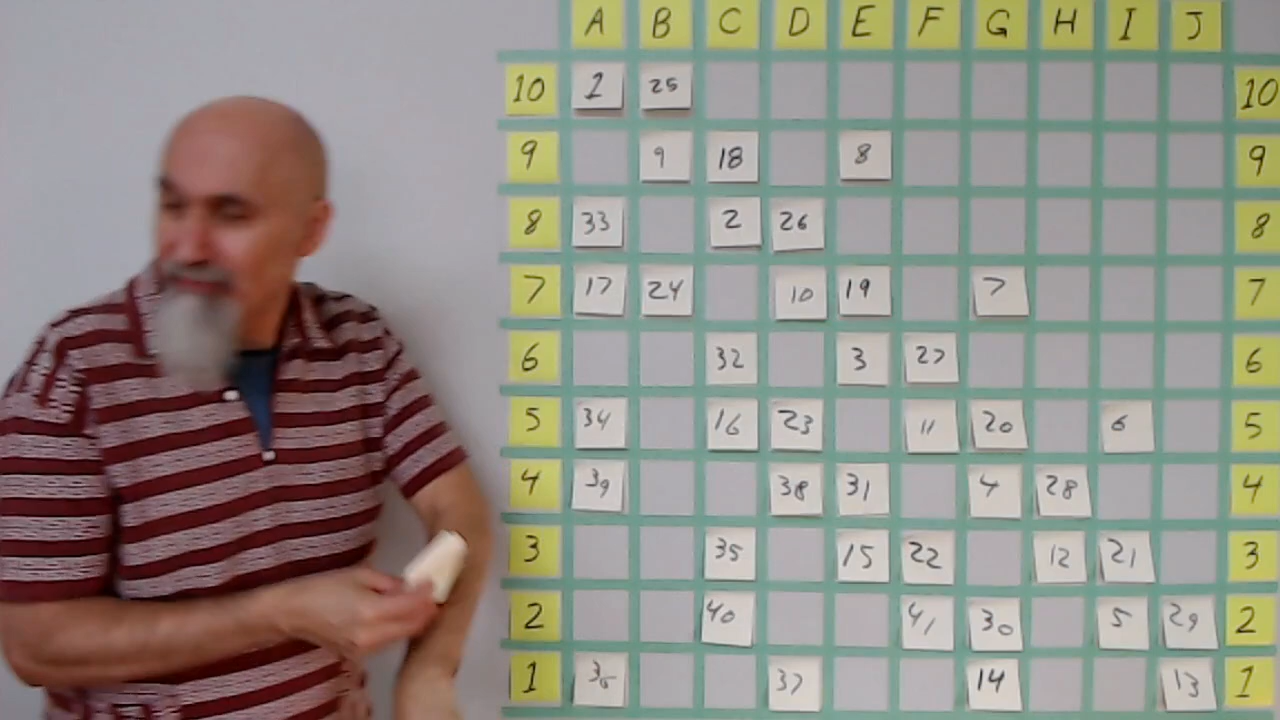 A B C D E F G H I J
10 1 25 10
9 9 18 8 9
8 33 2 26 8
7 17 24 10 19 7 7
6 32 3 27 6
5 34 16 23 11 20 6 5
4 39 38 31 4 28 4
3 35 15 22 12 21 3
2 40 41 30 5 29 2
1 36 37 14 13 1